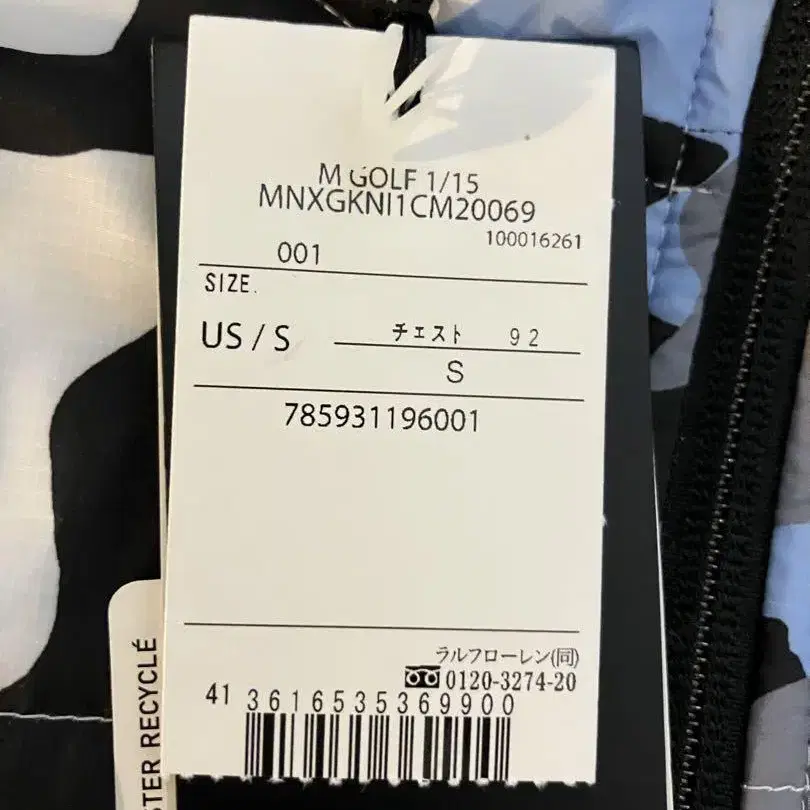 M GOLF 1/15
MNXGKNI1CM20069
100016261
001
SIZE.
US/S チェスト 92
S
785931196001
ラルフローレン(同)
0120-3274-20
41 3616535369900
STER RECYCLÉ